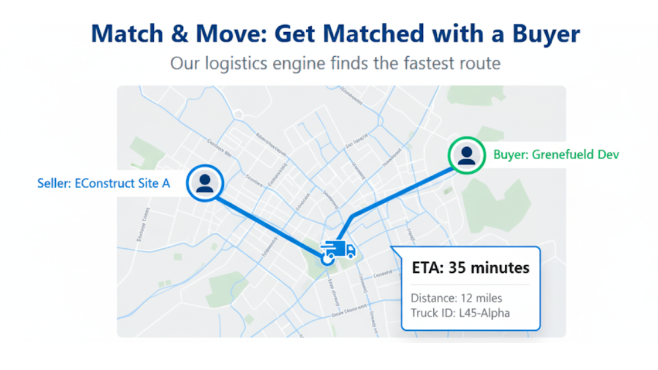 Match & Move: Get Matched with a Buyer
Our logistics engine finds the fastest route
Buyer: Grenefueld Dev
Seller: EConstruct Site A
ETA: 35 minutes
Distance: 12 miles
Truck ID: L45-Alpha